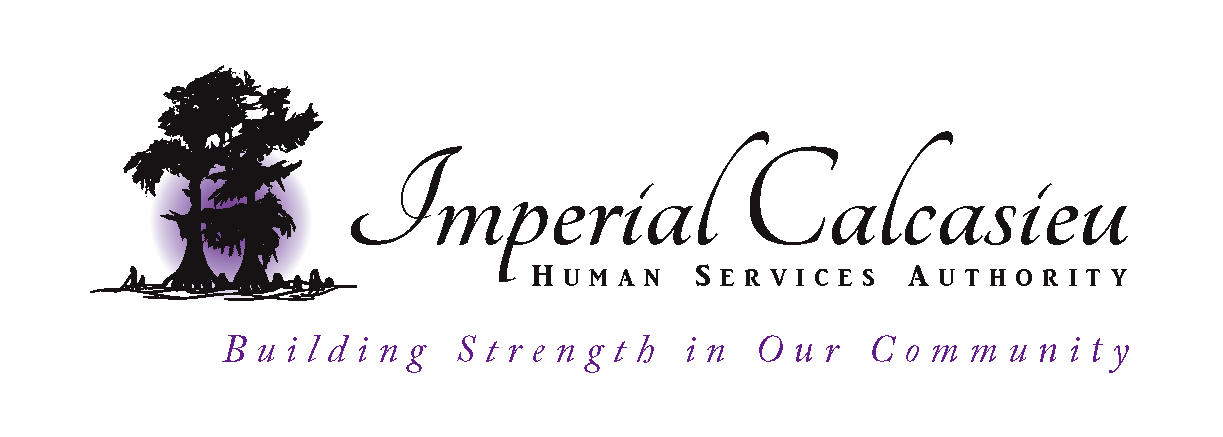 Imperial Calcasieu
Human Services Authority
Building Strength in Our Community